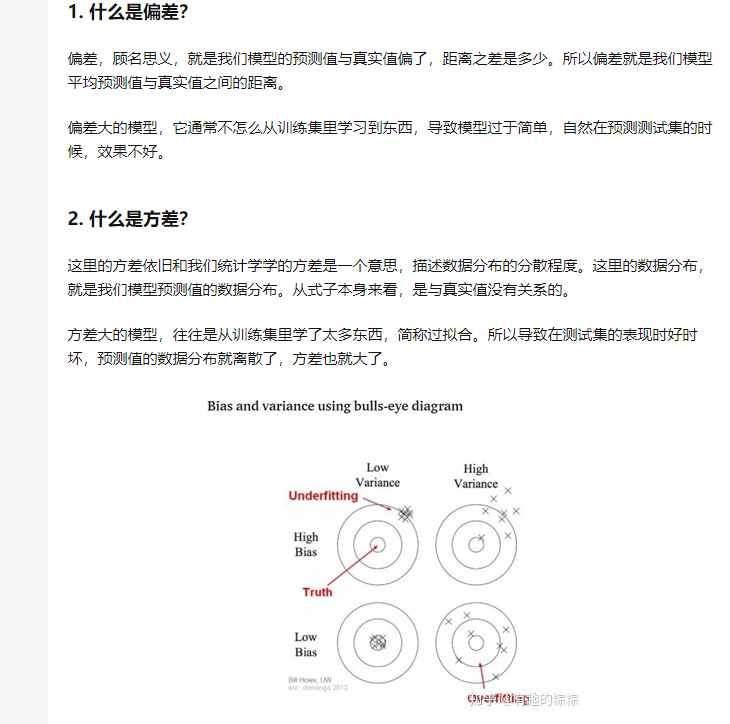 1. 什么是偏差？
偏差，顾名思义，就是我们模型的预测值与真实值偏了，距离之差是多少。所以偏差就是我们模型
平均预测值与真实值之间的距离。
偏差大的模型，它通常不怎么从训练集里学习到东西，导致模型过于简单，自然在预测测试集的时
候，效果不好。
2. 什么是方差？
这里的方差依旧和我们统计学学的方差是一个意思，描述数据分布的分散程度。这里的数据分布，
就是我们模型预测值的数据分布。从式子本身来看，是与真实值没有关系的。
方差大的模型，往往是从训练集里学了太多东西，简称过拟合。所以导致在测试集的表现时好时
坏，预测值的数据分布就离散了，方差也就大了。
Bias and variance using bulls-eye diagram
Low
Variance
High
Variance
Underfitting
High
Bias
Truth
Low
Bias
Bill Howe, UW
src: domingo 2012
知乎 @有趣的粽粽